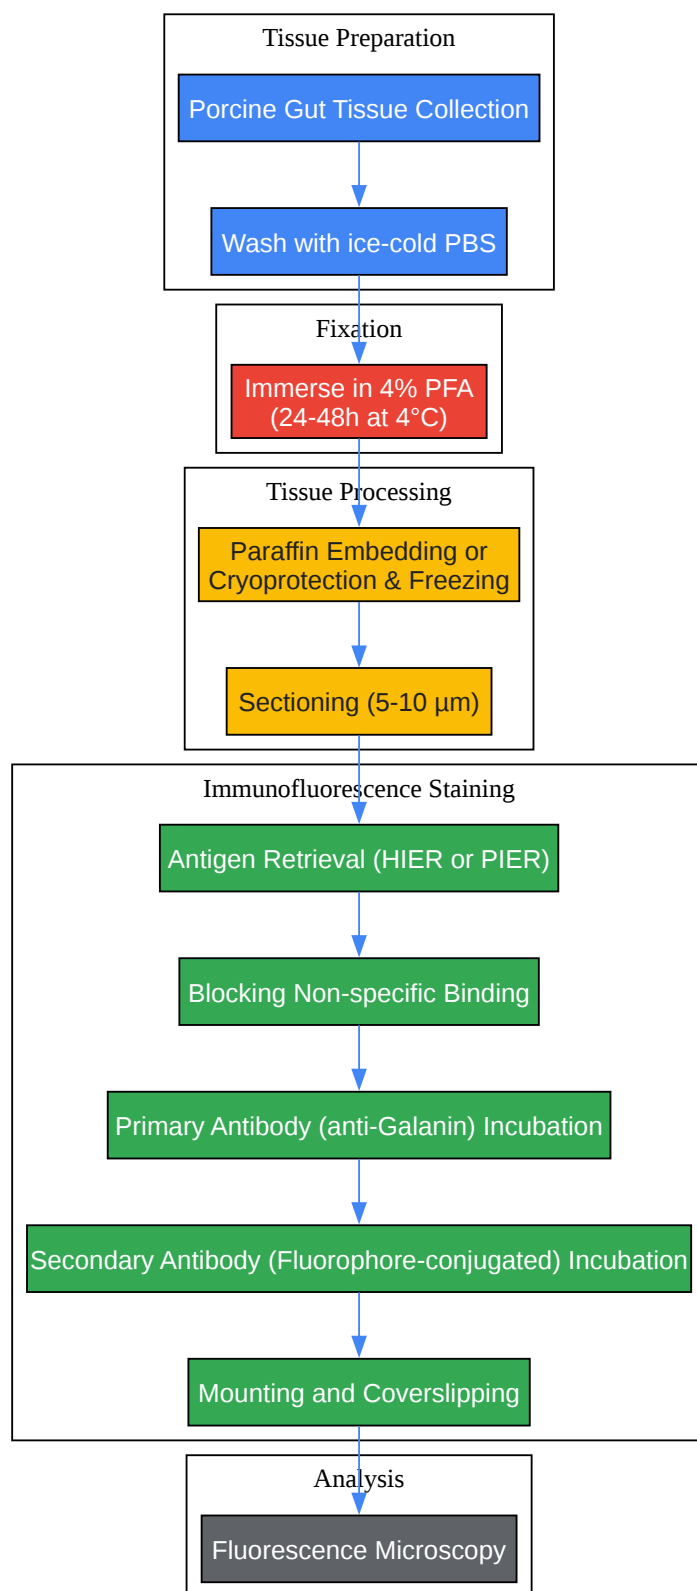 Tissue Preparation
Porcine Gut Tissue Collection
Wash with ice-cold PBS
Fixation
Immerse in 4% PFA
(24-48h at 4°C)
Tissue Processing
Paraffin Embedding or
Cryoprotection & Freezing
Sectioning (5-10 µm)
Immunofluorescence Staining
Antigen Retrieval (HIER or PIER)
Blocking Non-specific Binding
Primary Antibody (anti-Galanin) Incubation
Secondary Antibody (Fluorophore-conjugated) Incubation
Mounting and Coverslipping
Analysis
Fluorescence Microscopy